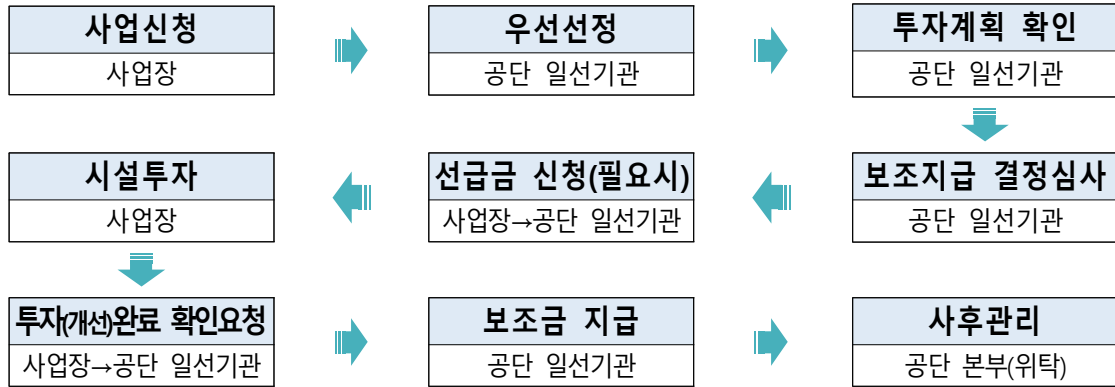 사업신청
사업장
우선선정
공단 일선기관
투자계획 확인
공단 일선기관
보조지급 결정심사
공단 일선기관
선급금 신청(필요시)
사업장→공단 일선기관
시설투자
사업장
투자(개선)완료 확인요청
사업장→공단 일선기관
보조금 지급
공단 일선기관
사후관리
공단 본부(위탁)